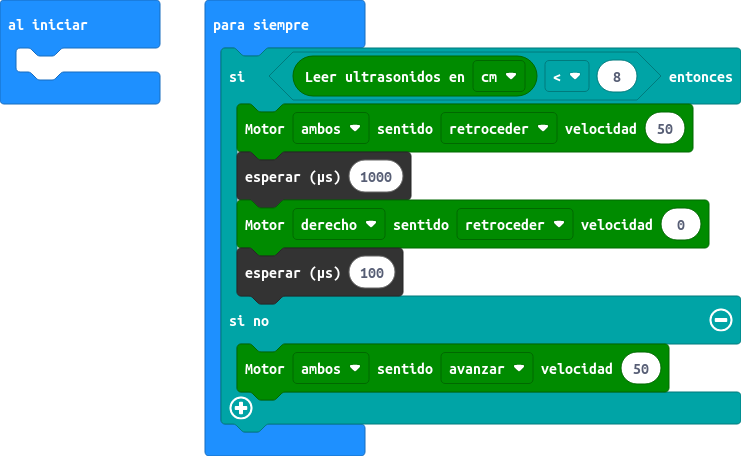 al iniciar
para siempre
si Leer ultrasonidos en cm < 8 entonces
Motor ambos sentido retroceder velocidad 50
esperar (µs) 1000
Motor derecho sentido retroceder velocidad 0
esperar (µs) 100
si no
Motor ambos sentido avanzar velocidad 50